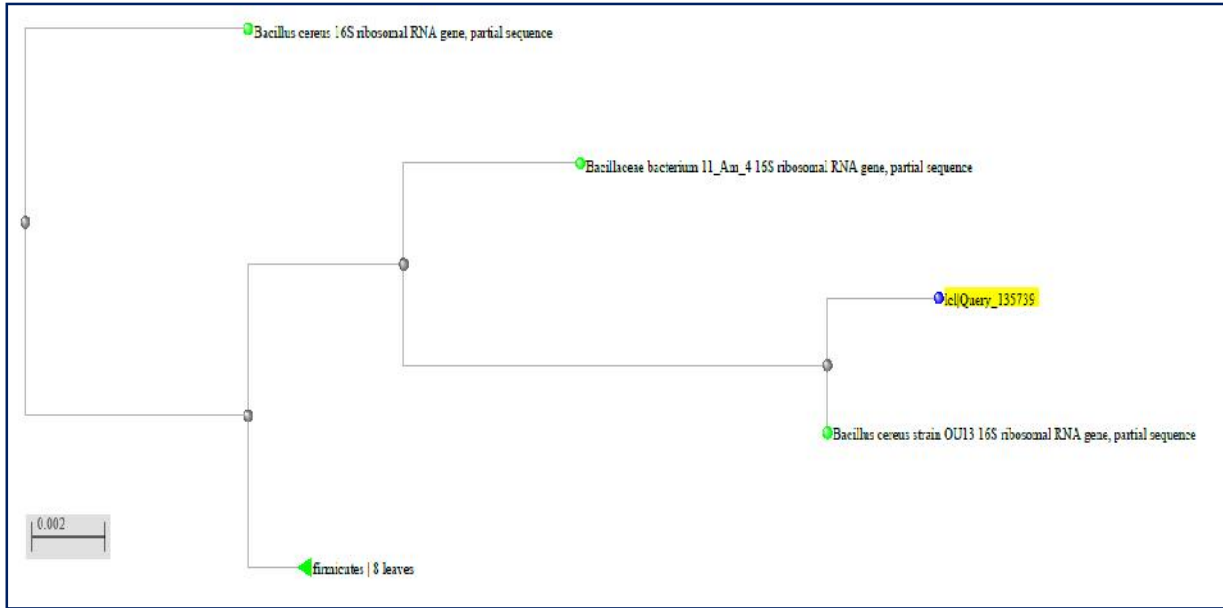 Bacillus cereus 16S ribosomal RNA gene, partial sequence
Bacillaceae bacterium 11_Am_4 16S ribosomal RNA gene, partial sequence
lcl|Query_135739
Bacillus cereus strain OU13 16S ribosomal RNA gene, partial sequence
0.002
firmicutes | 8 leaves